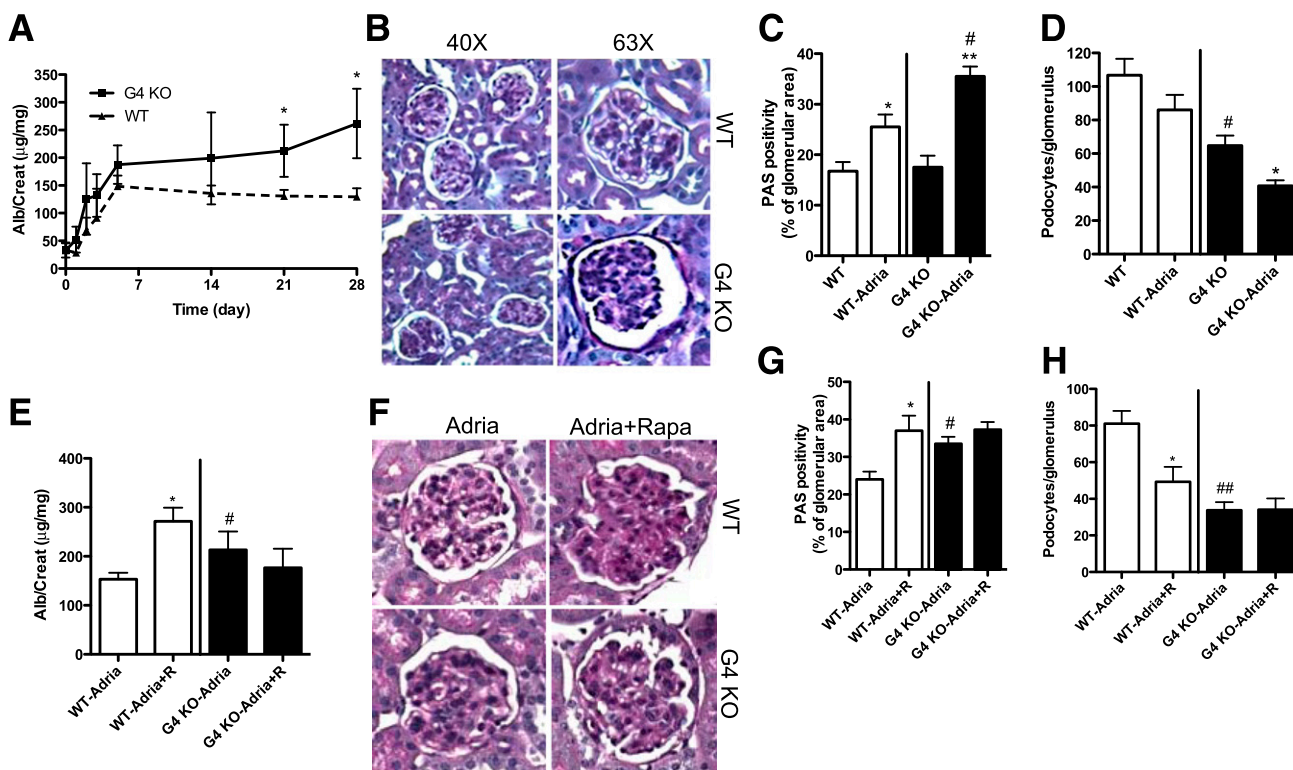 A
Alb/Creat (μg/mg)
350
300
250
200
150
100
50
0
G4 KO
WT
*
*
0
7
14
21
28
Time (day)
B
40X
63X
WT
G4 KO
C
PAS positivity
(% of glomerular area)
40
30
20
10
0
*
#
**
WT
WT-Adria
G4 KO
G4 KO-Adria
D
Podocytes/glomerulus
120
100
80
60
40
20
0
#
*
WT
WT-Adria
G4 KO
G4 KO-Adria
E
Alb/Creat (μg/mg)
400
300
200
100
0
*
#
WT-Adria
WT-Adria+R
G4 KO-Adria
G4 KO-Adria+R
F
Adria
Adria+Rapa
WT
G4 KO
G
PAS positivity
(% of glomerular area)
50
40
30
20
10
0
*
#
WT-Adria
WT-Adria+R
G4 KO-Adria
G4 KO-Adria+R
H
Podocytes/glomerulus
100
80
60
40
20
0
*
##
WT-Adria
WT-Adria+R
G4 KO-Adria
G4 KO-Adria+R